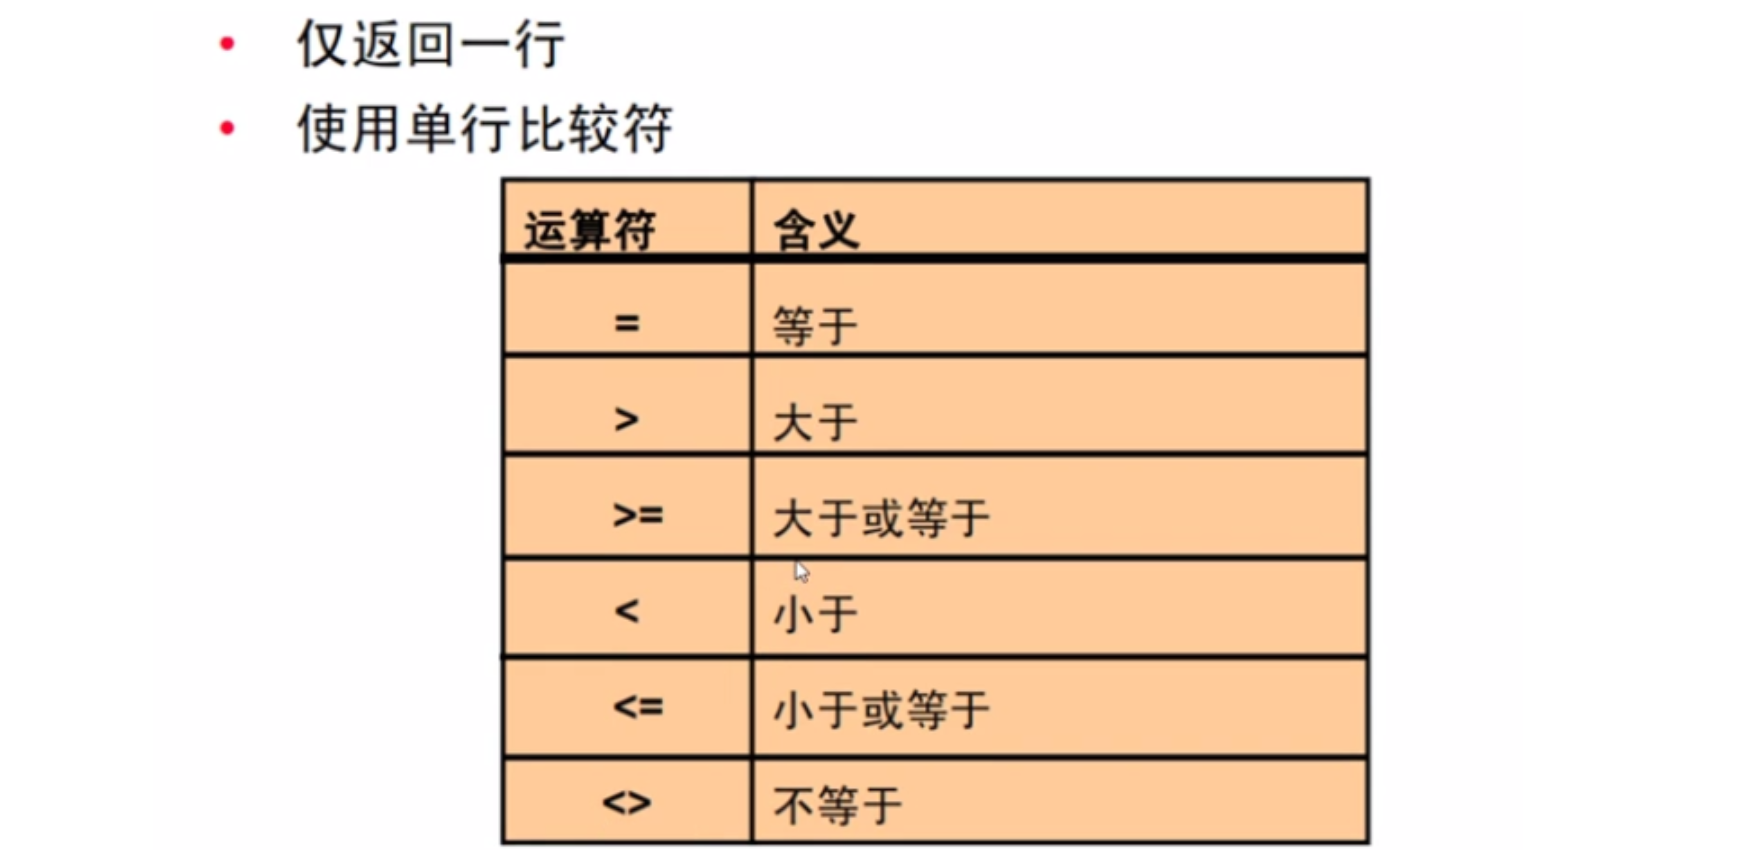 仅返回一行
使用单行比较符
运算符 含义
= 等于
> 大于
>= 大于或等于
< 小于
<= 小于或等于
<> 不等于